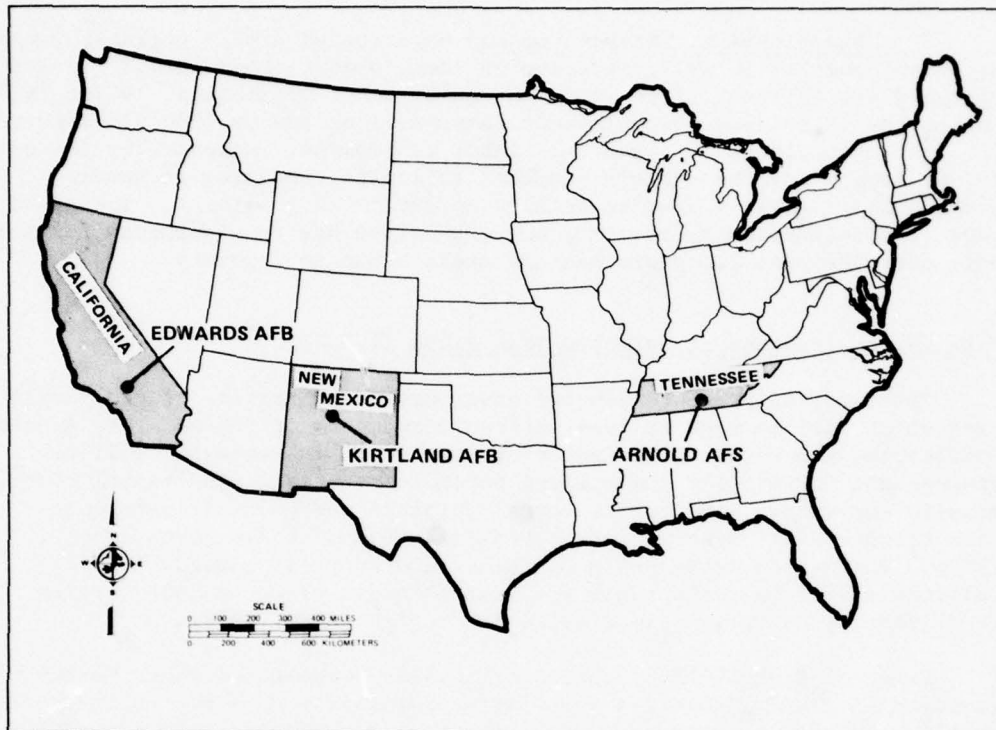 CALIFORNIA
EDWARDS AFB
NEW
MEXICO
KIRTLAND AFB
TENNESSEE
ARNOLD AFS
N
W E
S
SCALE
0 100 200 300 400 MILES
0 200 400 600 KILOMETERS